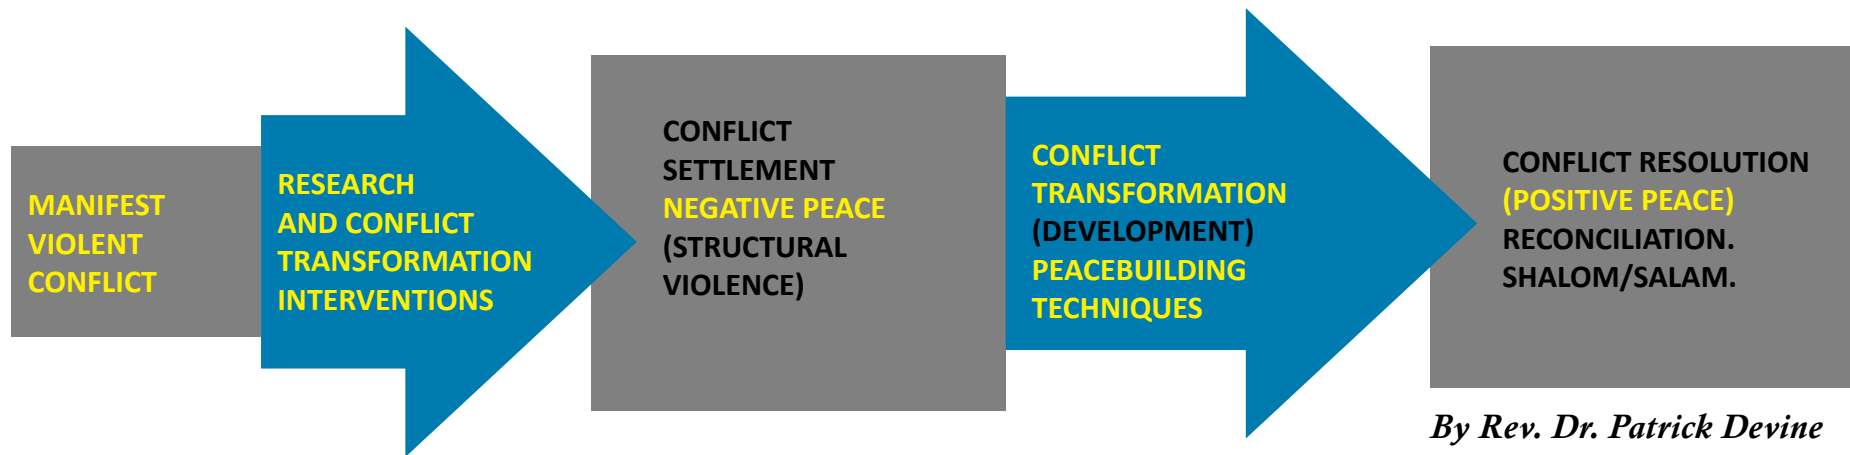 MANIFEST
VIOLENT
CONFLICT
RESEARCH
AND CONFLICT
TRANSFORMATION
INTERVENTIONS
CONFLICT
SETTLEMENT
NEGATIVE PEACE
(STRUCTURAL
VIOLENCE)
CONFLICT
TRANSFORMATION
(DEVELOPMENT)
PEACEBUILDING
TECHNIQUES
CONFLICT RESOLUTION
(POSITIVE PEACE)
RECONCILIATION.
SHALOM/SALAM.
By Rev. Dr. Patrick Devine